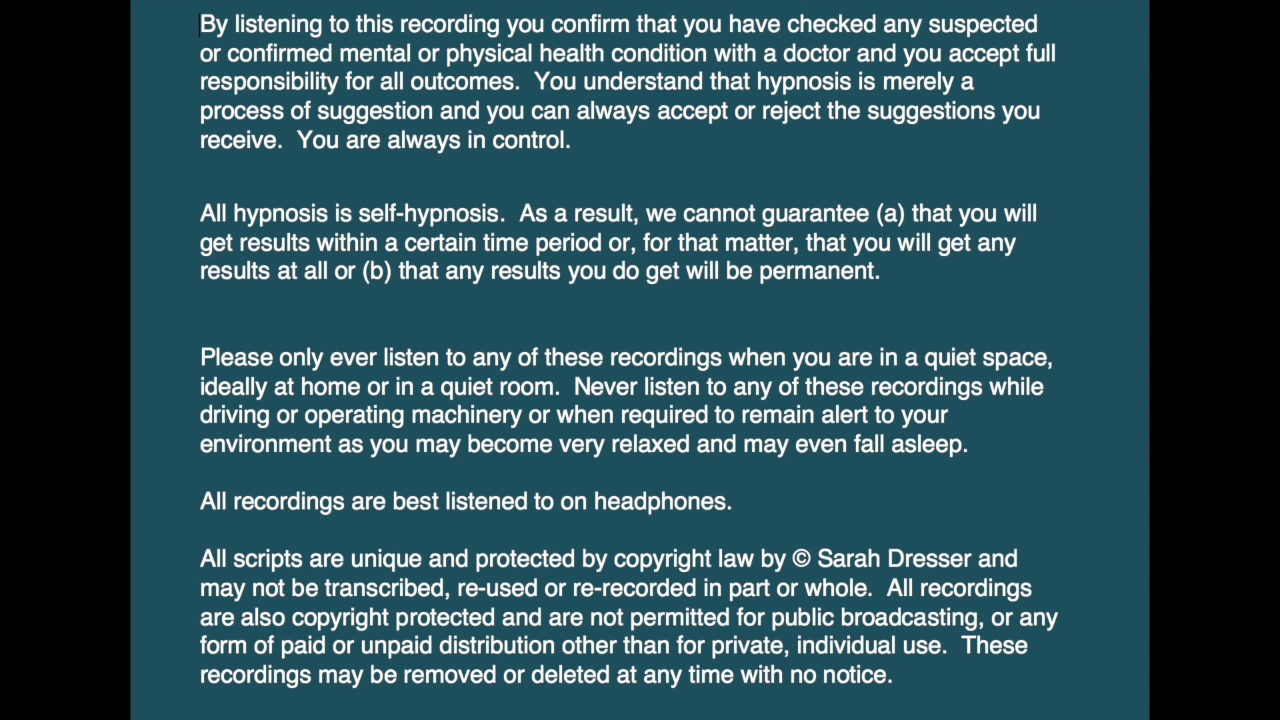 By listening to this recording you confirm that you have checked any suspected
or confirmed mental or physical health condition with a doctor and you accept full
responsibility for all outcomes.  You understand that hypnosis is merely a
process of suggestion and you can always accept or reject the suggestions you
receive.  You are always in control.
All hypnosis is self-hypnosis.  As a result, we cannot guarantee (a) that you will
get results within a certain time period or, for that matter, that you will get any
results at all or (b) that any results you do get will be permanent.
Please only ever listen to any of these recordings when you are in a quiet space,
ideally at home or in a quiet room.  Never listen to any of these recordings while
driving or operating machinery or when required to remain alert to your
environment as you may become very relaxed and may even fall asleep.
All recordings are best listened to on headphones.
All scripts are unique and protected by copyright law by © Sarah Dresser and
may not be transcribed, re-used or re-recorded in part or whole.  All recordings
are also copyright protected and are not permitted for public broadcasting, or any
form of paid or unpaid distribution other than for private, individual use.  These
recordings may be removed or deleted at any time with no notice.